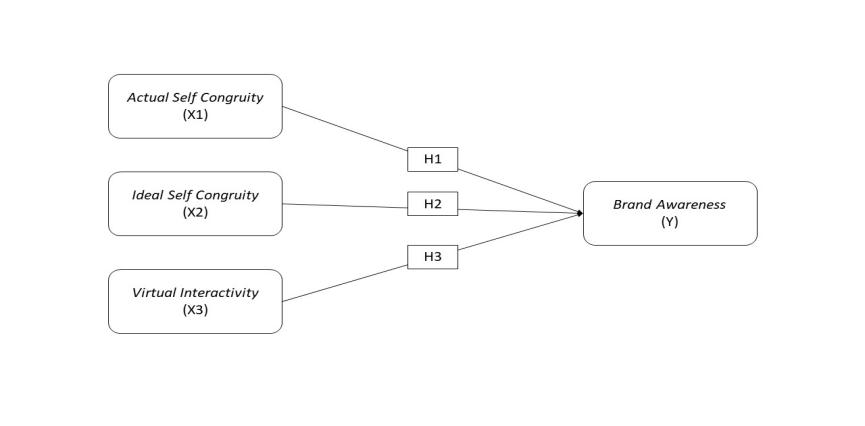 Actual Self Congruity
(X1)
H1
Ideal Self Congruity
(X2)
H2
Brand Awareness
(Y)
H3
Virtual Interactivity
(X3)